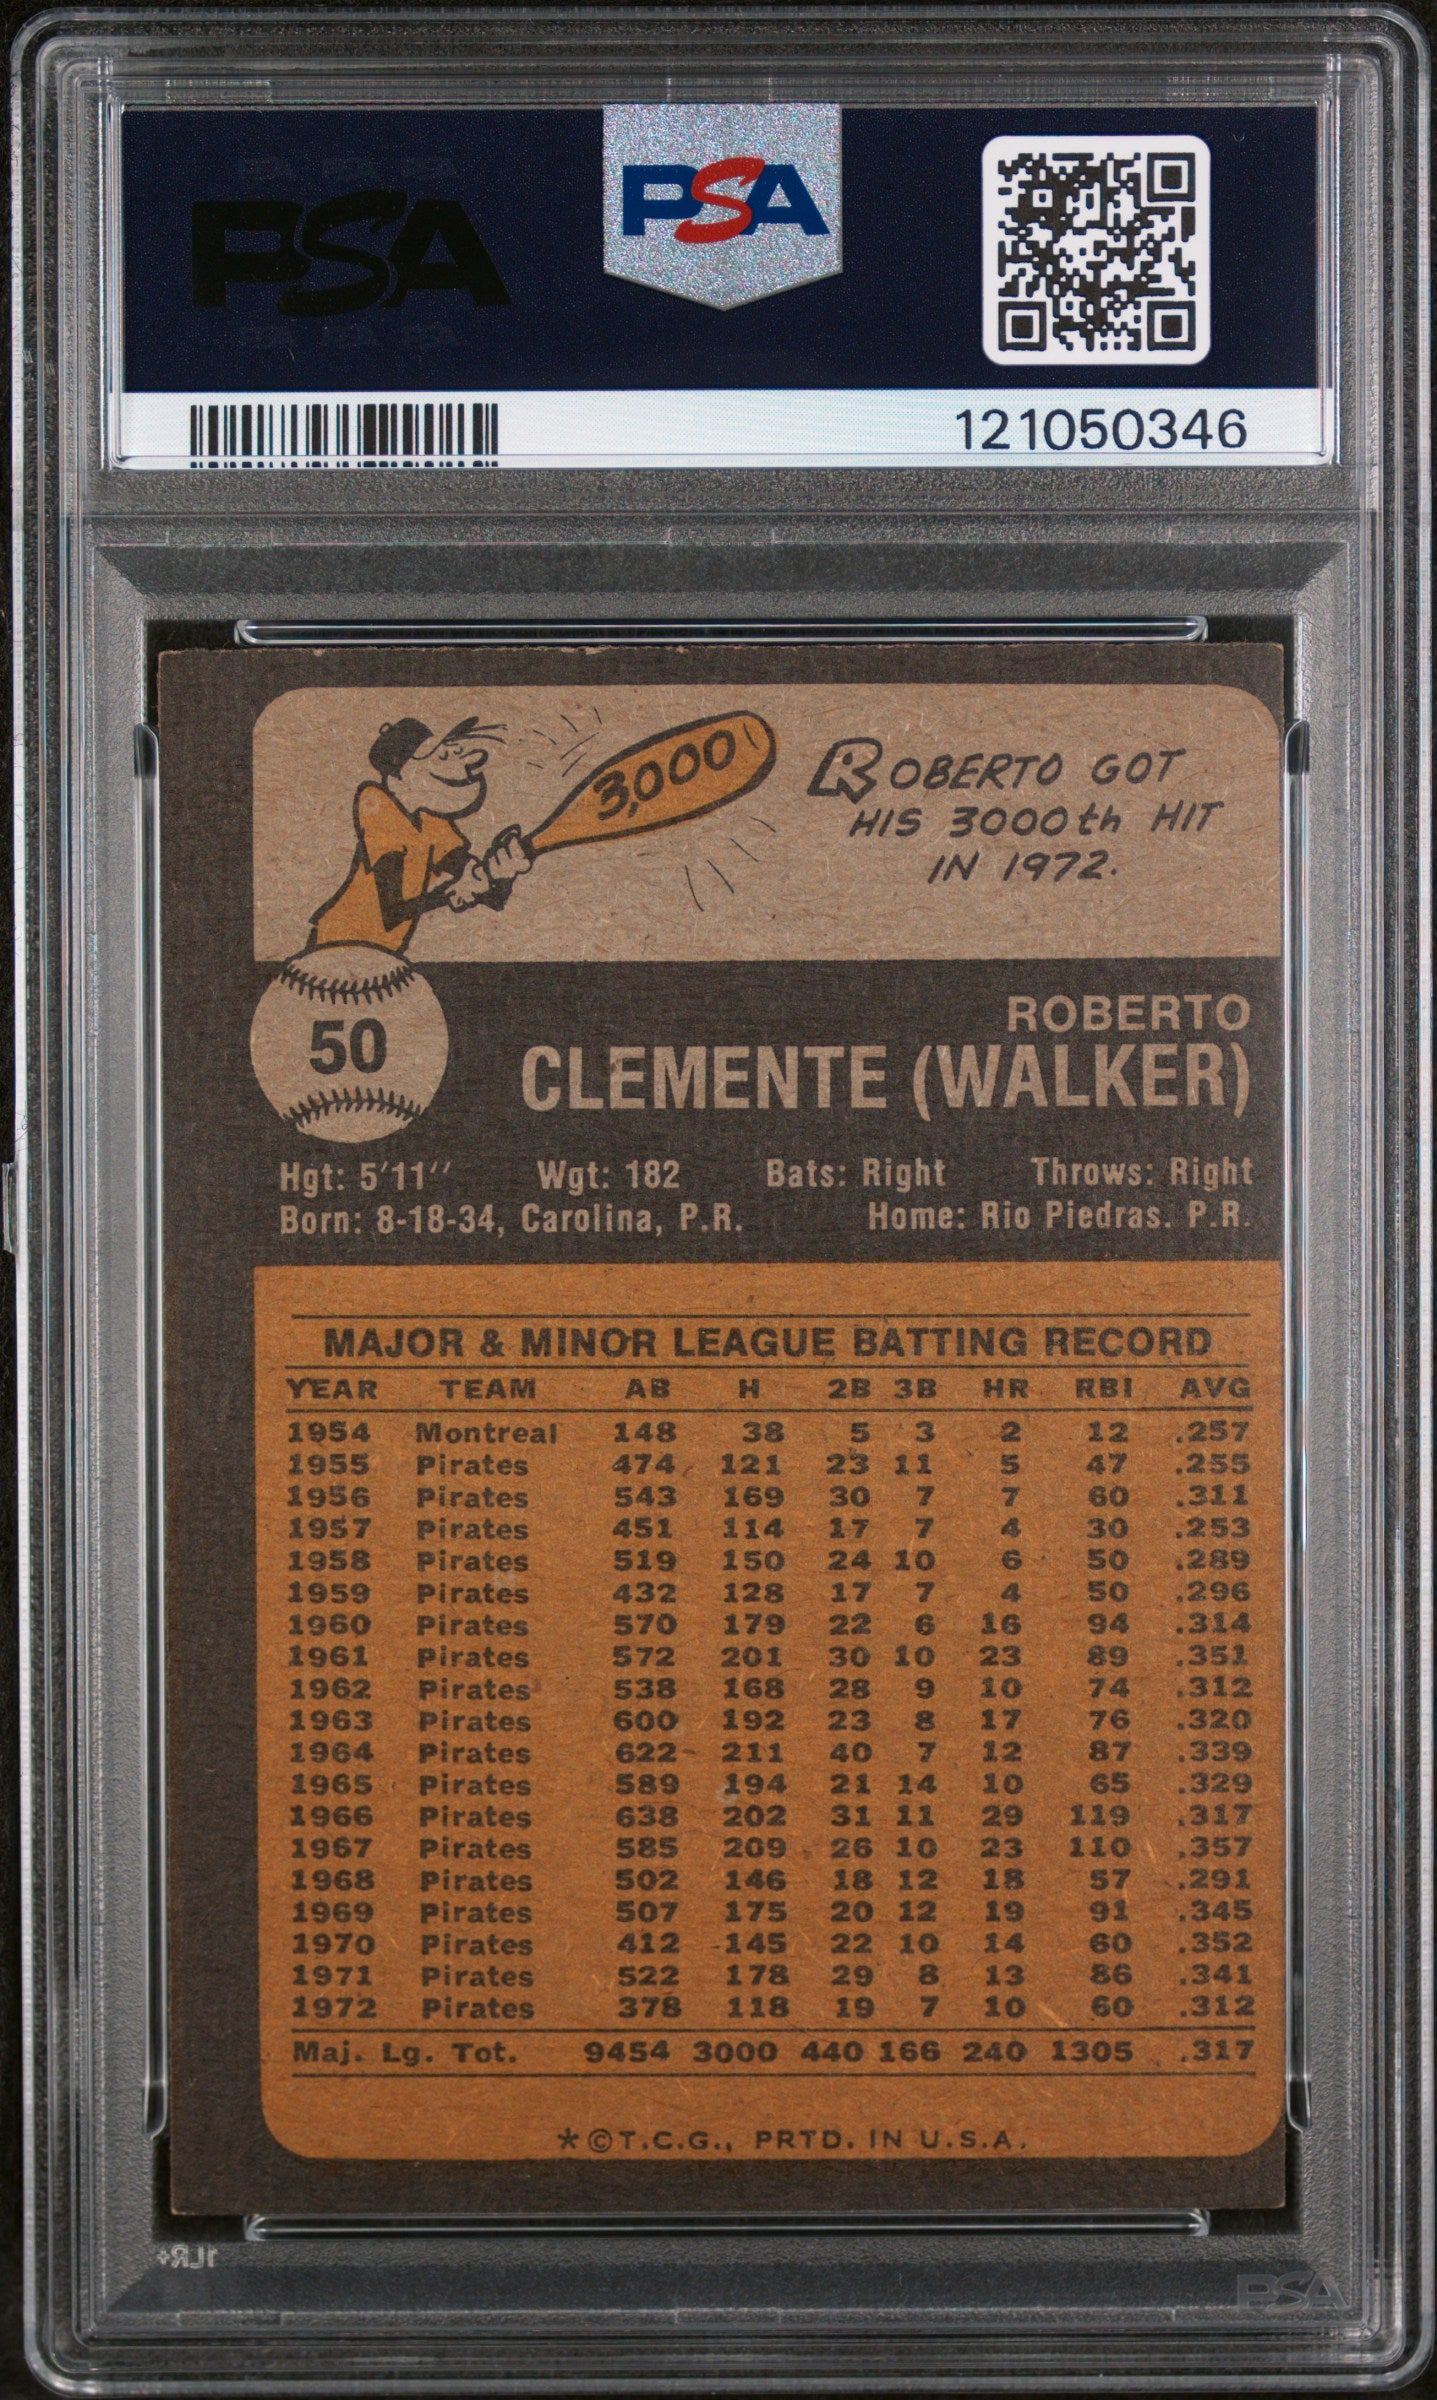 PSA
PSA
121050346
3,000
ROBERTO GOT
HIS 3000th HIT
IN 1972.
50
ROBERTO
CLEMENTE (WALKER)
Hgt: 5'11'' Wgt: 182 Bats: Right Throws: Right
Born: 8-18-34, Carolina, P.R. Home: Rio Piedras. P.R.
MAJOR & MINOR LEAGUE BATTING RECORD
YEAR TEAM AB H 2B 3B HR RBI AVG
1954 Montreal 148 38 5 3 2 12 .257
1955 Pirates 474 121 23 11 5 47 .255
1956 Pirates 543 169 30 7 7 60 .311
1957 Pirates 451 114 17 7 4 30 .253
1958 Pirates 519 150 24 10 6 50 .289
1959 Pirates 432 128 17 7 4 50 .296
1960 Pirates 570 179 22 6 16 94 .314
1961 Pirates 572 201 30 10 23 89 .351
1962 Pirates 538 168 28 9 10 74 .312
1963 Pirates 600 192 23 8 17 76 .320
1964 Pirates 622 211 40 7 12 87 .339
1965 Pirates 589 194 21 14 10 65 .329
1966 Pirates 638 202 31 11 29 119 .317
1967 Pirates 585 209 26 10 23 110 .357
1968 Pirates 502 146 18 12 18 57 .291
1969 Pirates 507 175 20 12 19 91 .345
1970 Pirates 412 145 22 10 14 60 .352
1971 Pirates 522 178 29 8 13 86 .341
1972 Pirates 378 118 19 7 10 60 .312
Maj. Lg. Tot. 9454 3000 440 166 240 1305 .317
*©T.C.G., PRTD. IN U.S.A.
1LR+
PSA